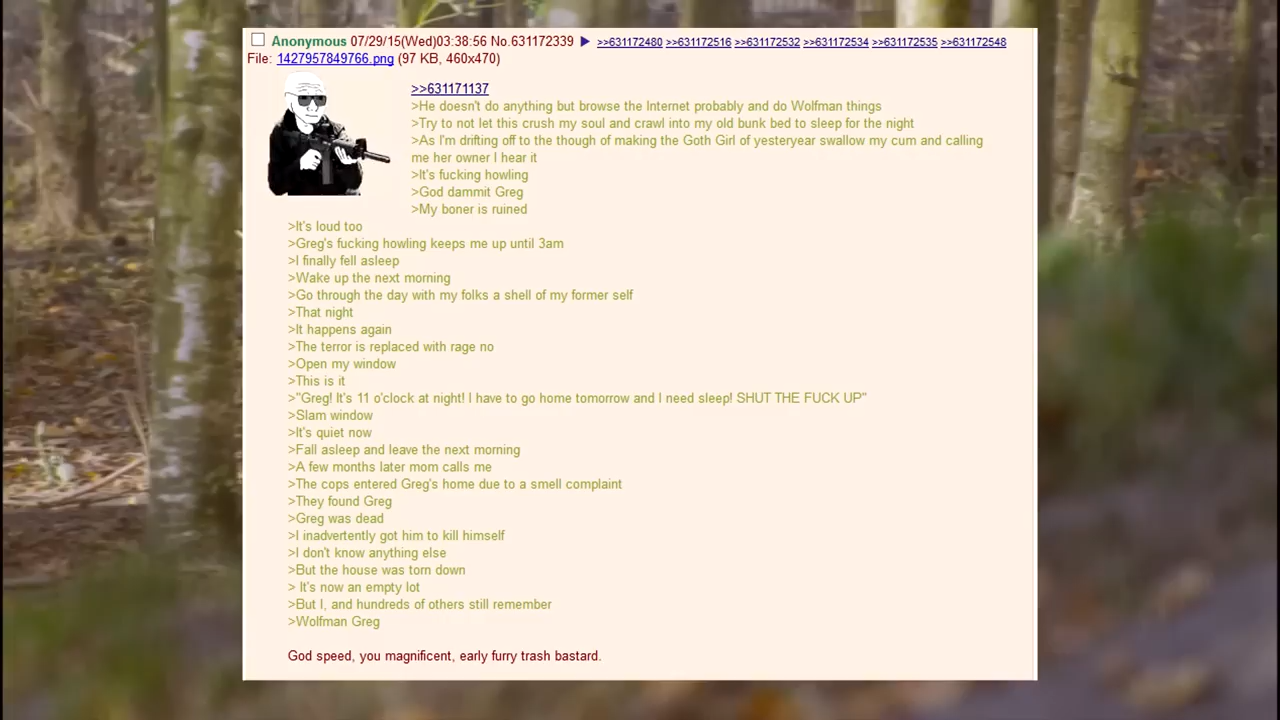 Anonymous 07/29/15(Wed)03:38:56 No.631172339 ▶ >>631172480 >>631172516 >>631172532 >>631172534 >>631172535 >>631172548
File: 1427957849766.png (97 KB, 460x470)
>>631171137
>He doesn't do anything but browse the Internet probably and do Wolfman things
>Try to not let this crush my soul and crawl into my old bunk bed to sleep for the night
>As I'm drifting off to the though of making the Goth Girl of yesteryear swallow my cum and calling
me her owner I hear it
>It's fucking howling
>God dammit Greg
>My boner is ruined
>It's loud too
>Greg's fucking howling keeps me up until 3am
>I finally fell asleep
>Wake up the next morning
>Go through the day with my folks a shell of my former self
>That night
>It happens again
>The terror is replaced with rage no
>Open my window
>This is it
>"Greg! It's 11 o'clock at night! I have to go home tomorrow and I need sleep! SHUT THE FUCK UP"
>Slam window
>It's quiet now
>Fall asleep and leave the next morning
>A few months later mom calls me
>The cops entered Greg's home due to a smell complaint
>They found Greg
>Greg was dead
>I inadvertently got him to kill himself
>I don't know anything else
>But the house was torn down
> It's now an empty lot
>But I, and hundreds of others still remember
>Wolfman Greg
God speed, you magnificent, early furry trash bastard.